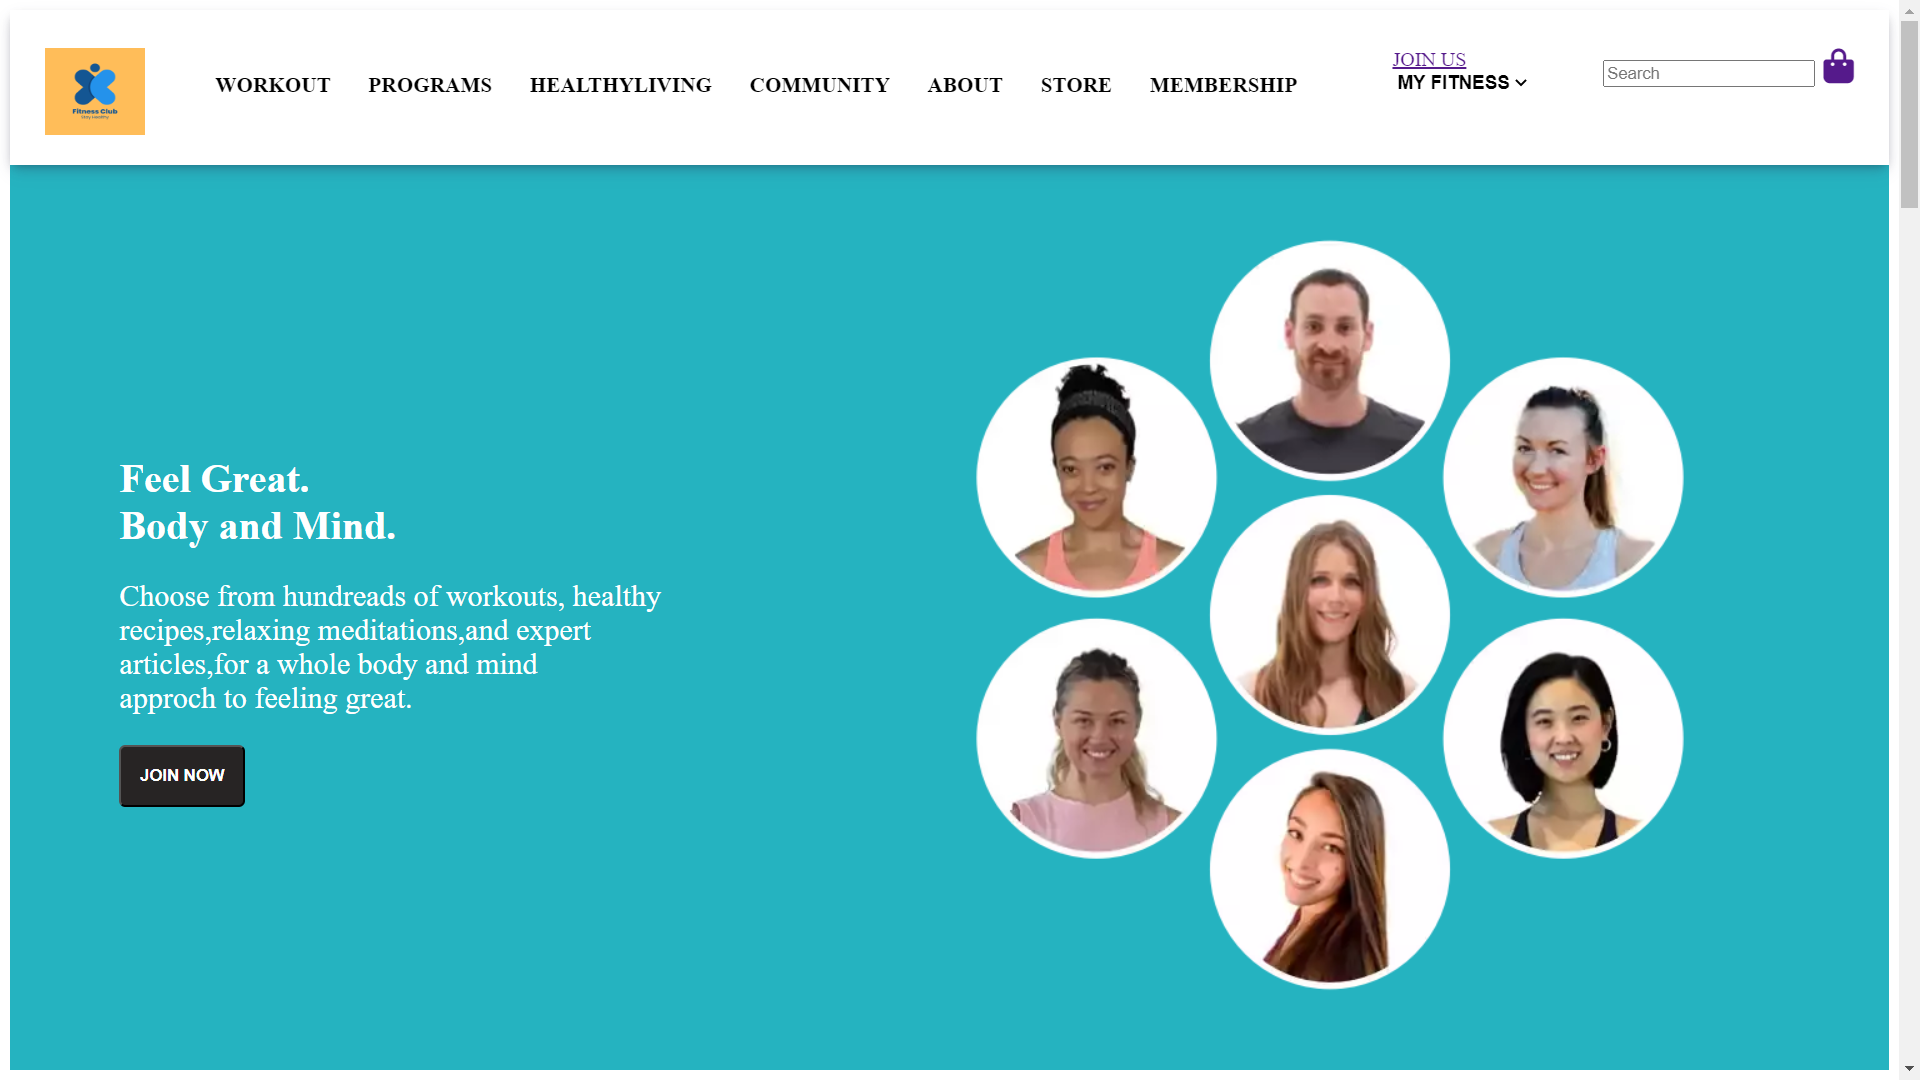 Fitness Club
Stay Healthy
WORKOUT PROGRAMS HEALTHYLIVING COMMUNITY ABOUT STORE MEMBERSHIP
JOIN US
MY FITNESS
Search
Feel Great.
Body and Mind.
Choose from hundreds of workouts, healthy
recipes,relaxing meditations,and expert
articles,for a whole body and mind
approch to feeling great.
JOIN NOW